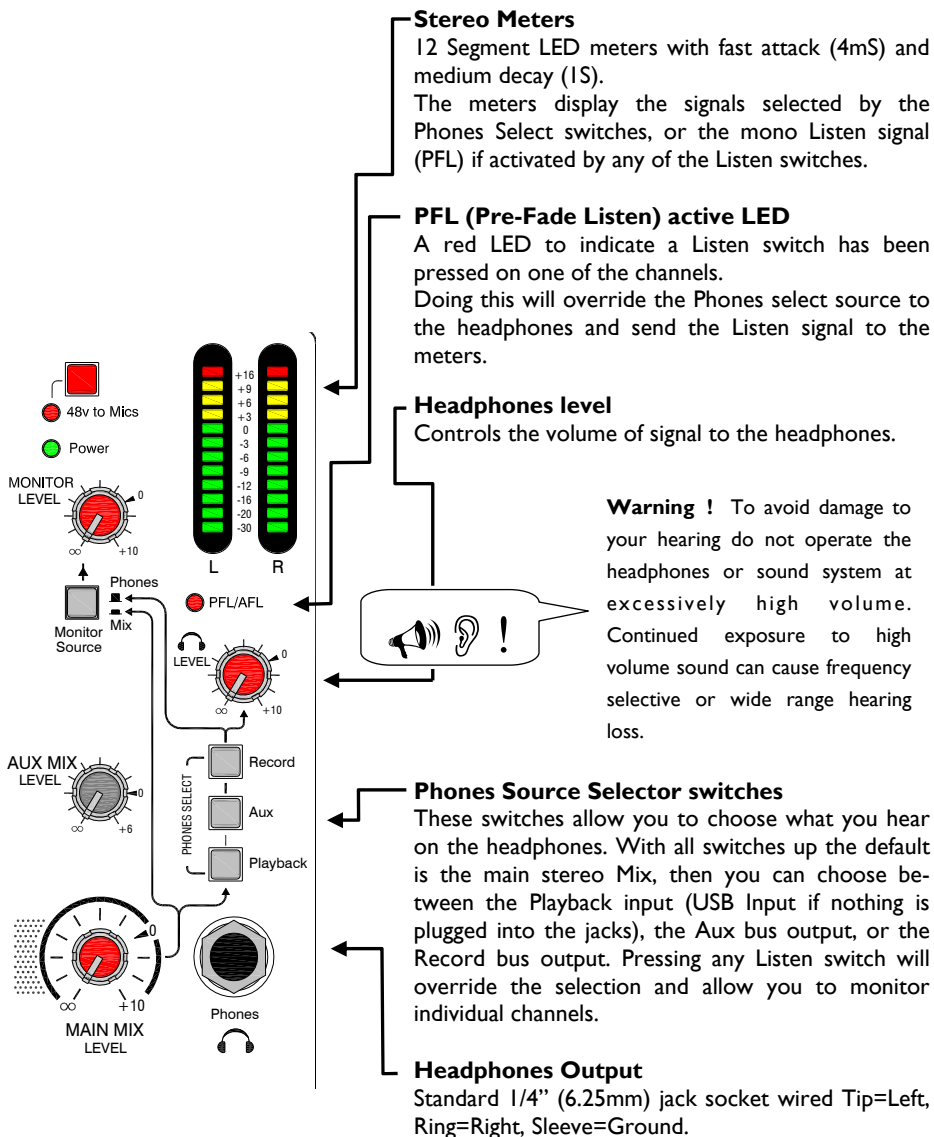 Stereo Meters
12 Segment LED meters with fast attack (4mS) and
medium decay (1S).
The meters display the signals selected by the
Phones Select switches, or the mono Listen signal
(PFL) if activated by any of the Listen switches.
PFL (Pre-Fade Listen) active LED
A red LED to indicate a Listen switch has been
pressed on one of the channels.
Doing this will override the Phones select source to
the headphones and send the Listen signal to the
meters.
Headphones level
Controls the volume of signal to the headphones.
Warning ! To avoid damage to
your hearing do not operate the
headphones or sound system at
excessively high volume.
Continued exposure to high
volume sound can cause frequency
selective or wide range hearing
loss.
!
Phones Source Selector switches
These switches allow you to choose what you hear
on the headphones. With all switches up the default
is the main stereo Mix, then you can choose be-
tween the Playback input (USB Input if nothing is
plugged into the jacks), the Aux bus output, or the
Record bus output. Pressing any Listen switch will
override the selection and allow you to monitor
individual channels.
Headphones Output
Standard 1/4” (6.25mm) jack socket wired Tip=Left,
Ring=Right, Sleeve=Ground.
48v to Mics
Power
MONITOR
LEVEL
0
∞
+10
Phones
Mix
Monitor
Source
+16
+9
+6
+3
0
-3
-6
-9
-12
-16
-20
-30
L
R
PFL/AFL
LEVEL
0
∞
+10
PHONES SELECT
Record
Aux
Playback
AUX MIX
LEVEL
0
∞
+6
0
∞
+10
MAIN MIX
LEVEL
Phones